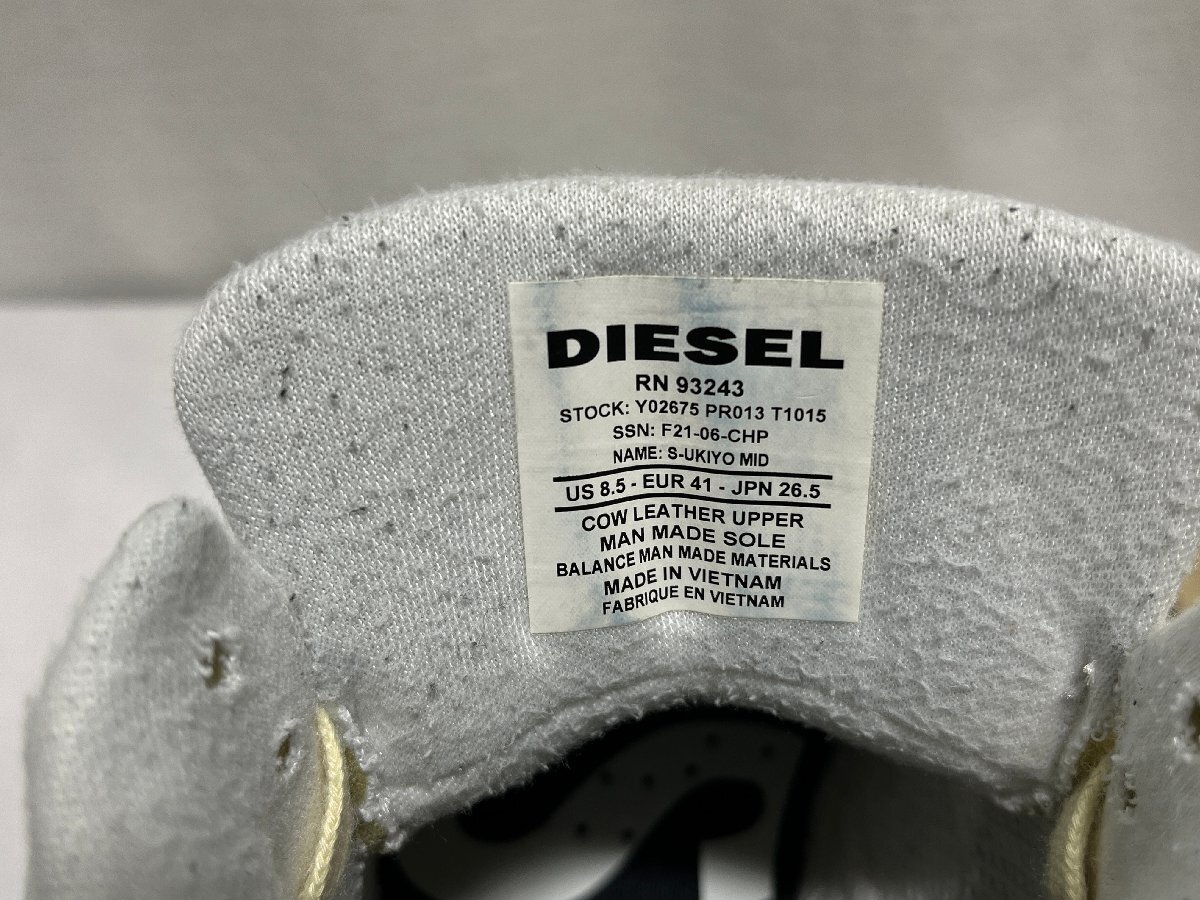 DIESEL
RN 93243
STOCK: Y02675 PR013 T1015
SSN: F21-06-CHP
NAME: S-UKIYO MID
US 8.5 - EUR 41 - JPN 26.5
COW LEATHER UPPER
MAN MADE SOLE
BALANCE MAN MADE MATERIALS
MADE IN VIETNAM
FABRIQUE EN VIETNAM